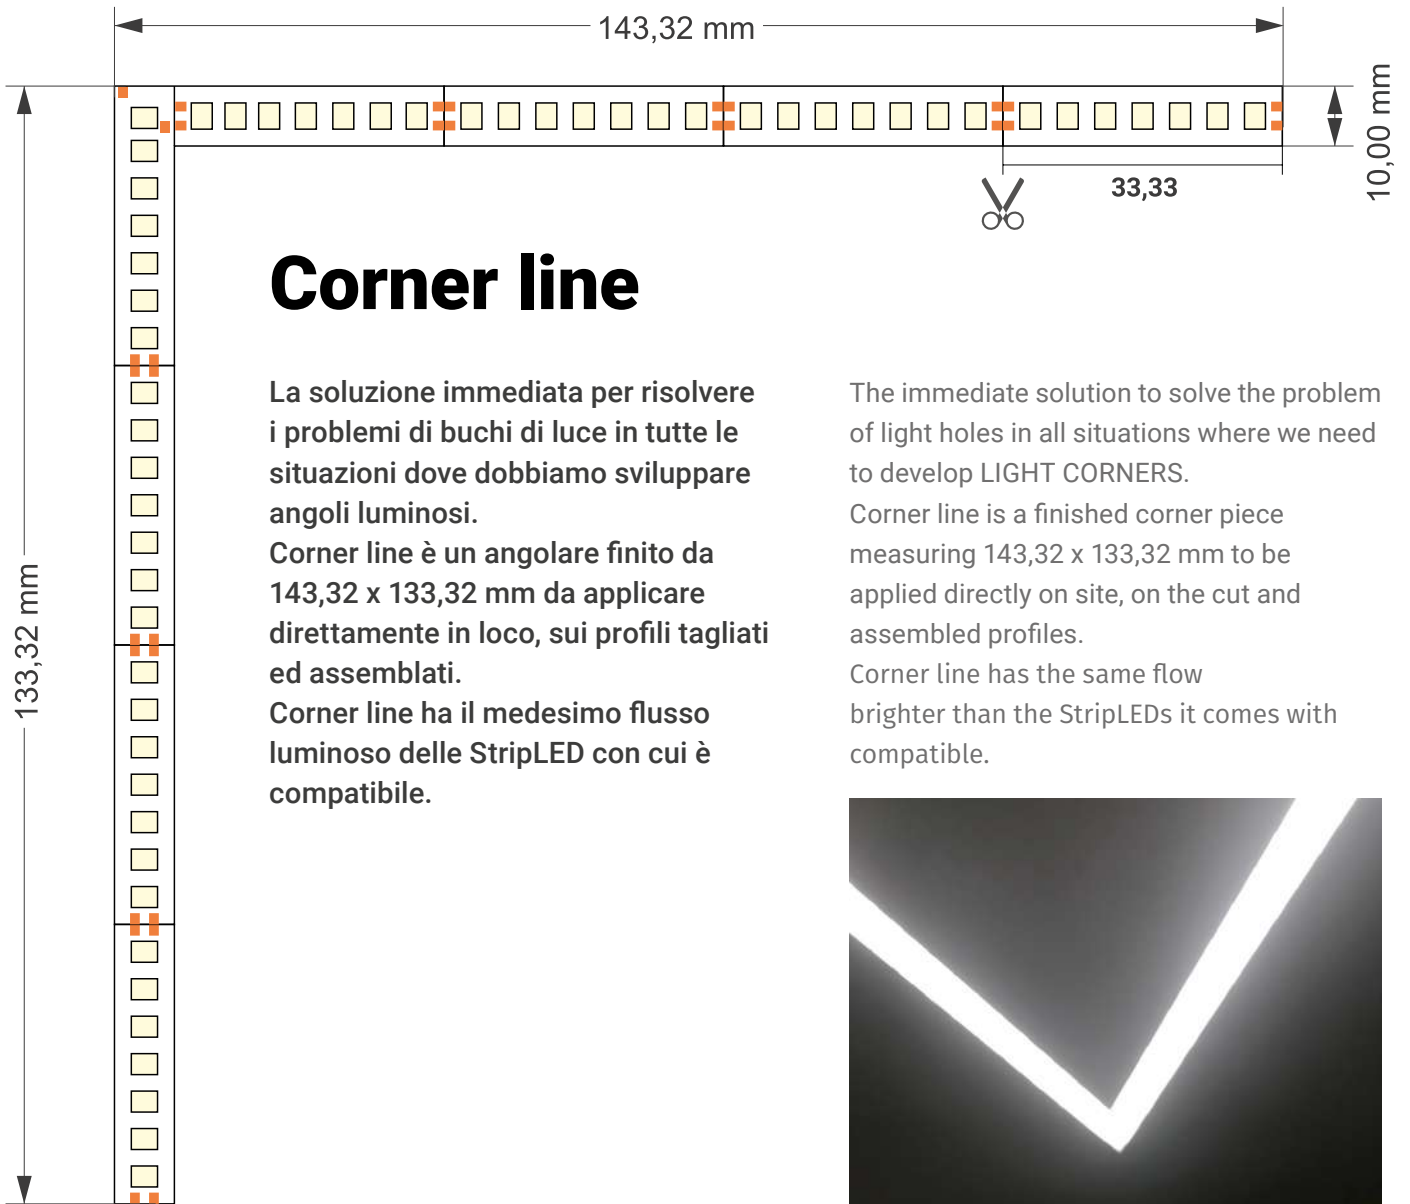 143,32 mm
10,00 mm
33,33
133,32 mm
Corner line
La soluzione immediata per risolvere
i problemi di buchi di luce in tutte le
situazioni dove dobbiamo sviluppare
angoli luminosi.
Corner line è un angolare finito da
143,32 x 133,32 mm da applicare
direttamente in loco, sui profili tagliati
ed assemblati.
Corner line ha il medesimo flusso
luminoso delle StripLED con cui è
compatibile.
The immediate solution to solve the problem
of light holes in all situations where we need
to develop LIGHT CORNERS.
Corner line is a finished corner piece
measuring 143,32 x 133,32 mm to be
applied directly on site, on the cut and
assembled profiles.
Corner line has the same flow
brighter than the StripLEDs it comes with
compatible.